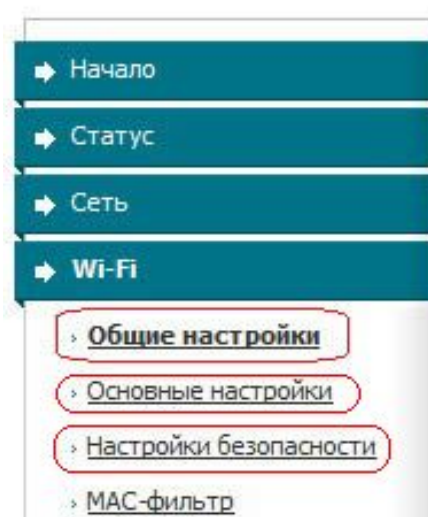 Начало
Статус
Сеть
Wi-Fi
Общие настройки
Основные настройки
Настройки безопасности
MAC-фильтр